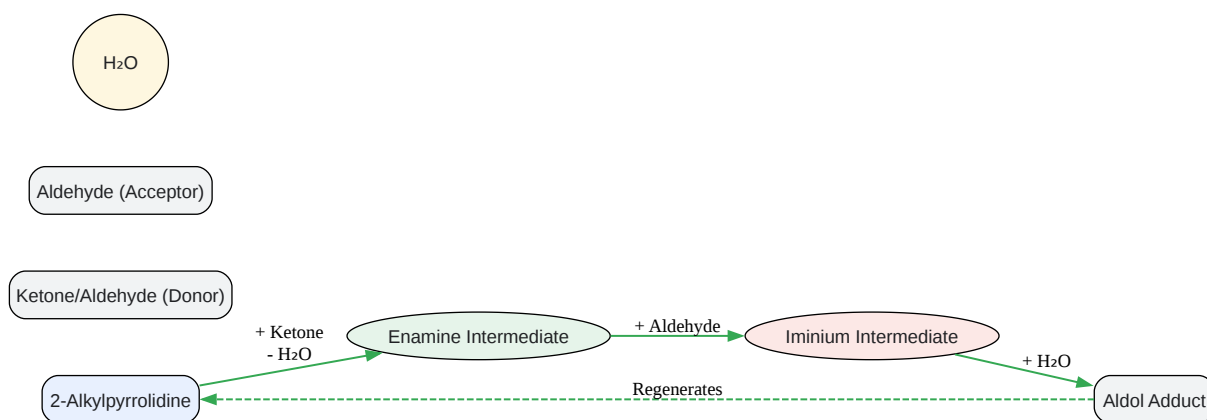 H₂O
Aldehyde (Acceptor)
Ketone/Aldehyde (Donor)
+ Ketone
- H₂O
Enamine Intermediate
+ Aldehyde
Iminium Intermediate
+ H₂O
2-Alkylpyrrolidine
Regenerates
Aldol Adduct